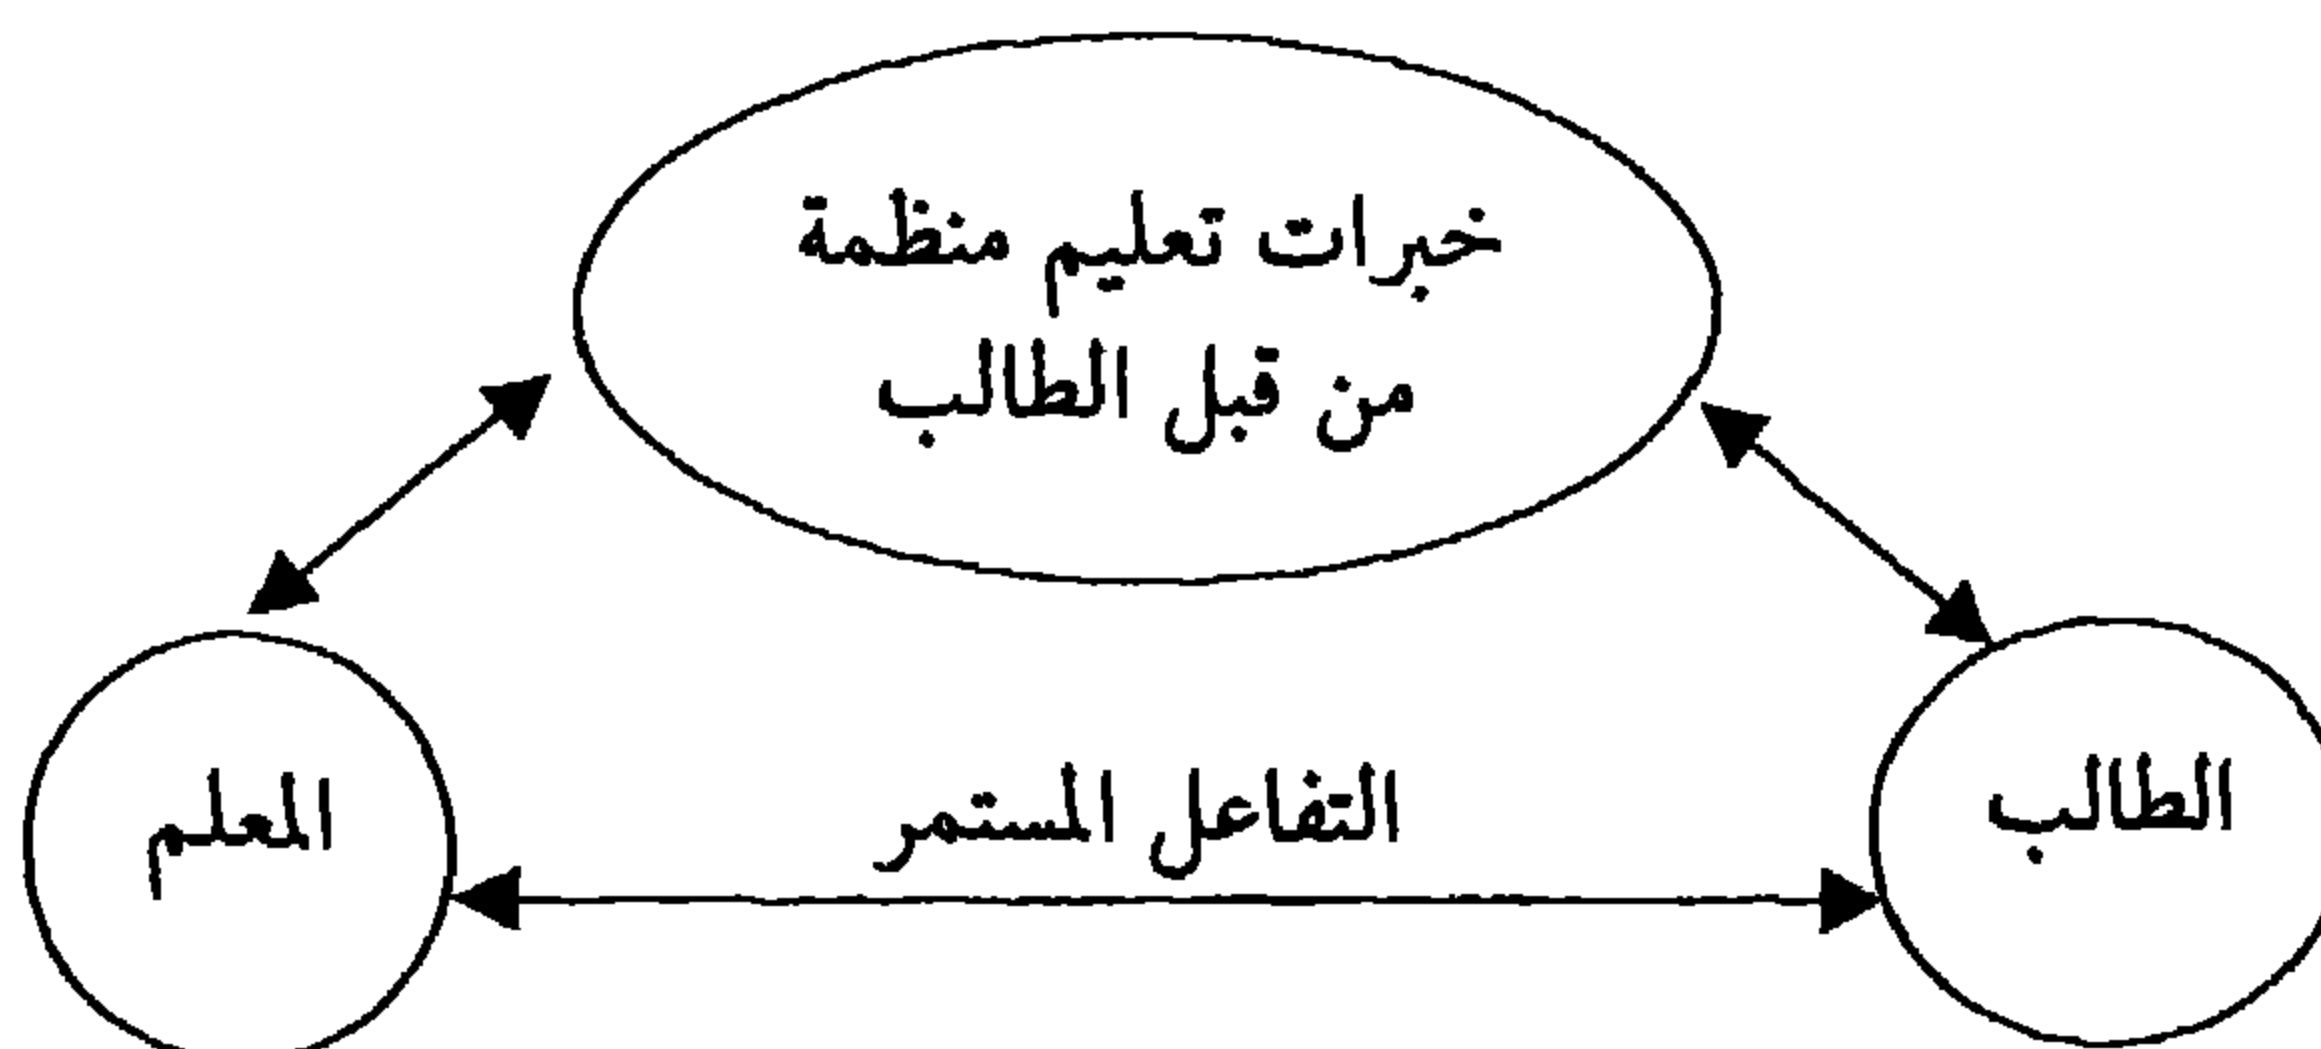 خبرات تعليم منظمة
من قبل الطالب
الطالب
التفاعل المستمر
المعلم